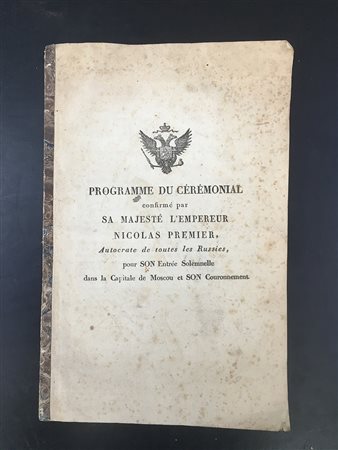 PROGRAMME DU CÉRÉMONIAL
confirmé par
SA MAJESTÉ L'EMPEREUR
NICOLAS PREMIER,
Autocrate de toutes les Russies,
pour SON Entrée Solemnelle
dans la Capitale de Moscou et SON Couronnement.